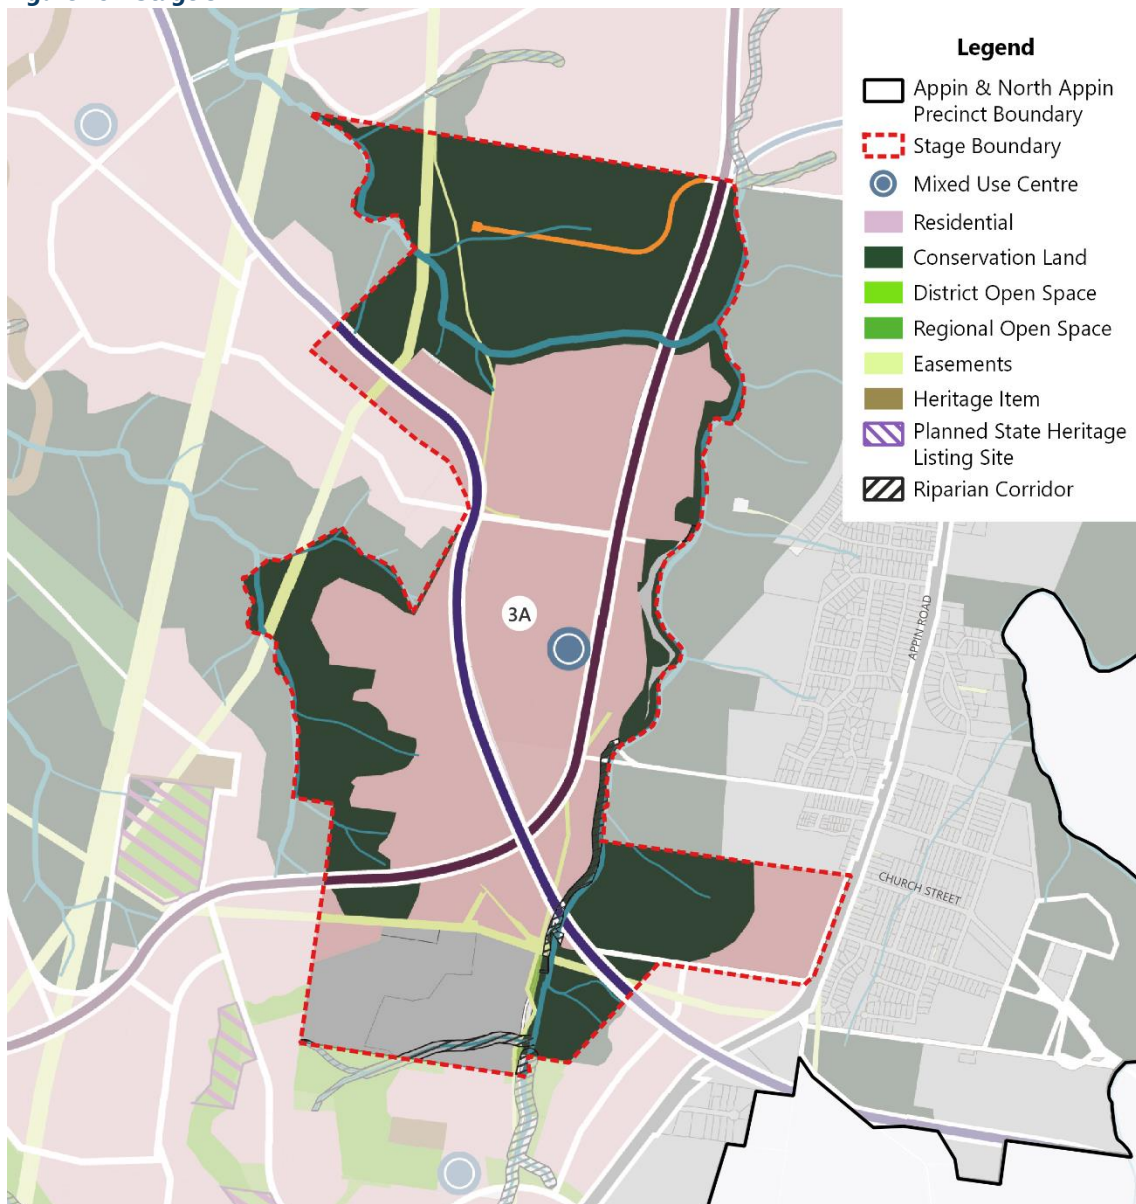 Legend
Appin & North Appin
Precinct Boundary
Stage Boundary
Mixed Use Centre
Residential
Conservation Land
District Open Space
Regional Open Space
Easements
Heritage Item
Planned State Heritage
Listing Site
Riparian Corridor
3A
APPIN ROAD
CHURCH STREET